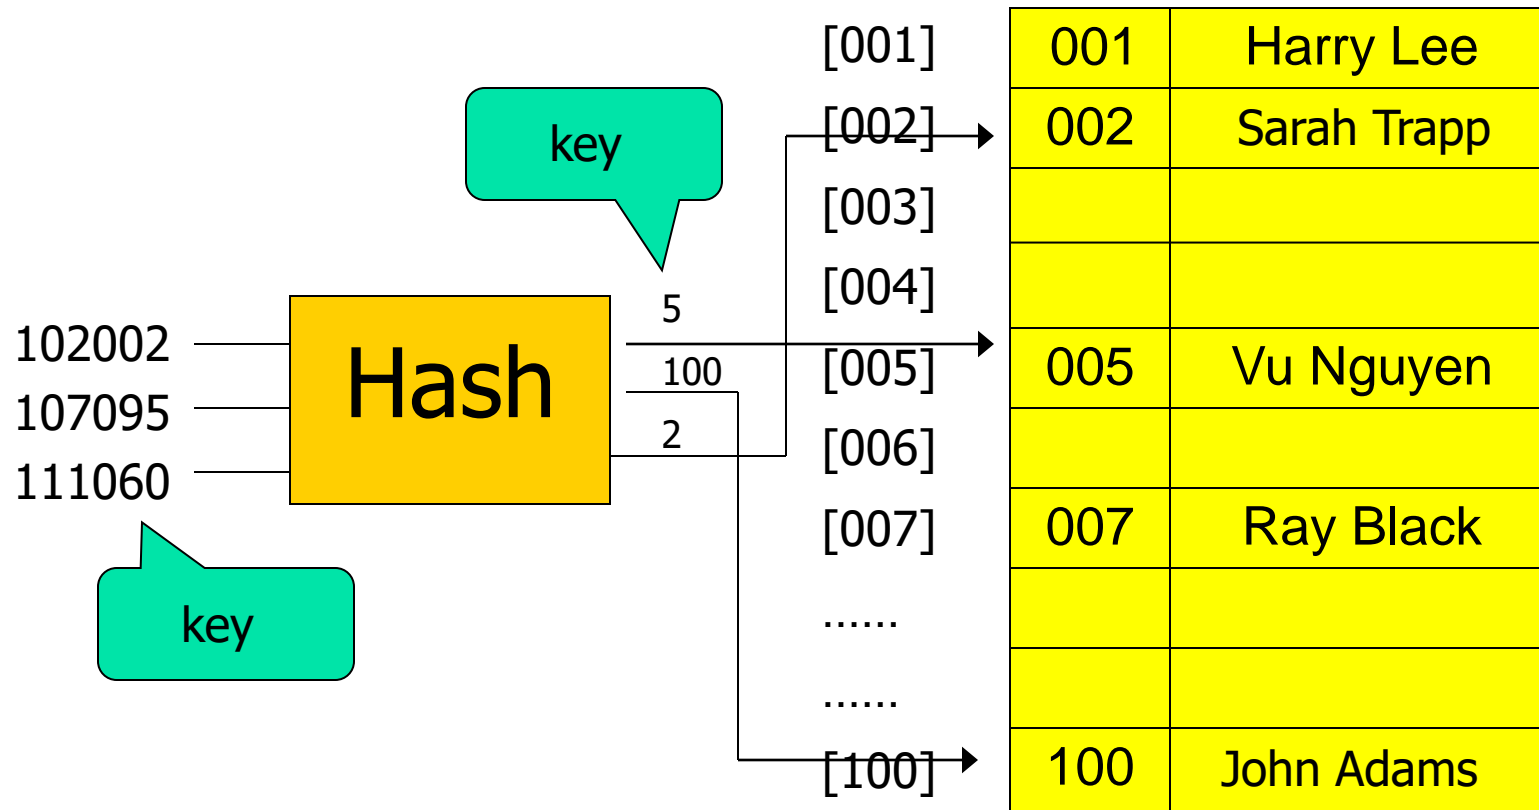 [001] 001 Harry Lee
key
[002] 002 Sarah Trapp
[003]
[004]
5
102002
Hash
100
[005] 005 Vu Nguyen
107095
2
[006]
111060
[007] 007 Ray Black
key
......
......
[100] 100 John Adams